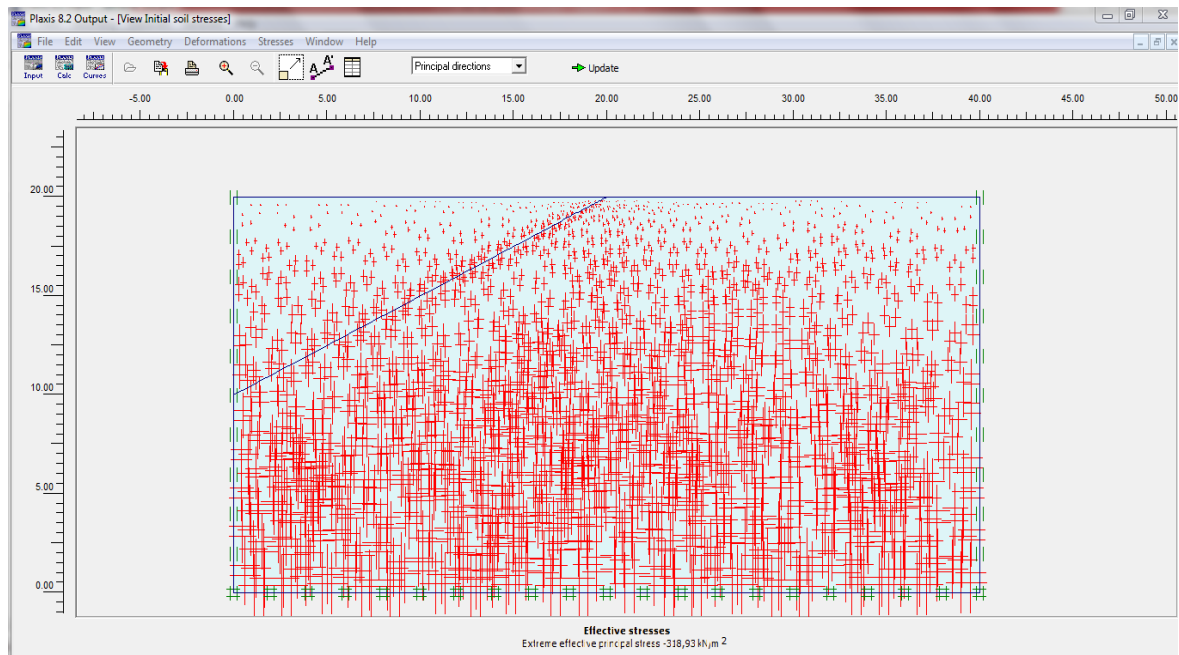 Plaxis 8.2 Output - [View Initial soil stresses]
File Edit View Geometry Deformations Stresses Window Help
Input Calc Curves
Principal directions
Update
-5.00 0.00 5.00 10.00 15.00 20.00 25.00 30.00 35.00 40.00 45.00 50.00
20.00
15.00
10.00
5.00
0.00
Effective stresses
Extreme effective principal stress -318,93 kN/m 2